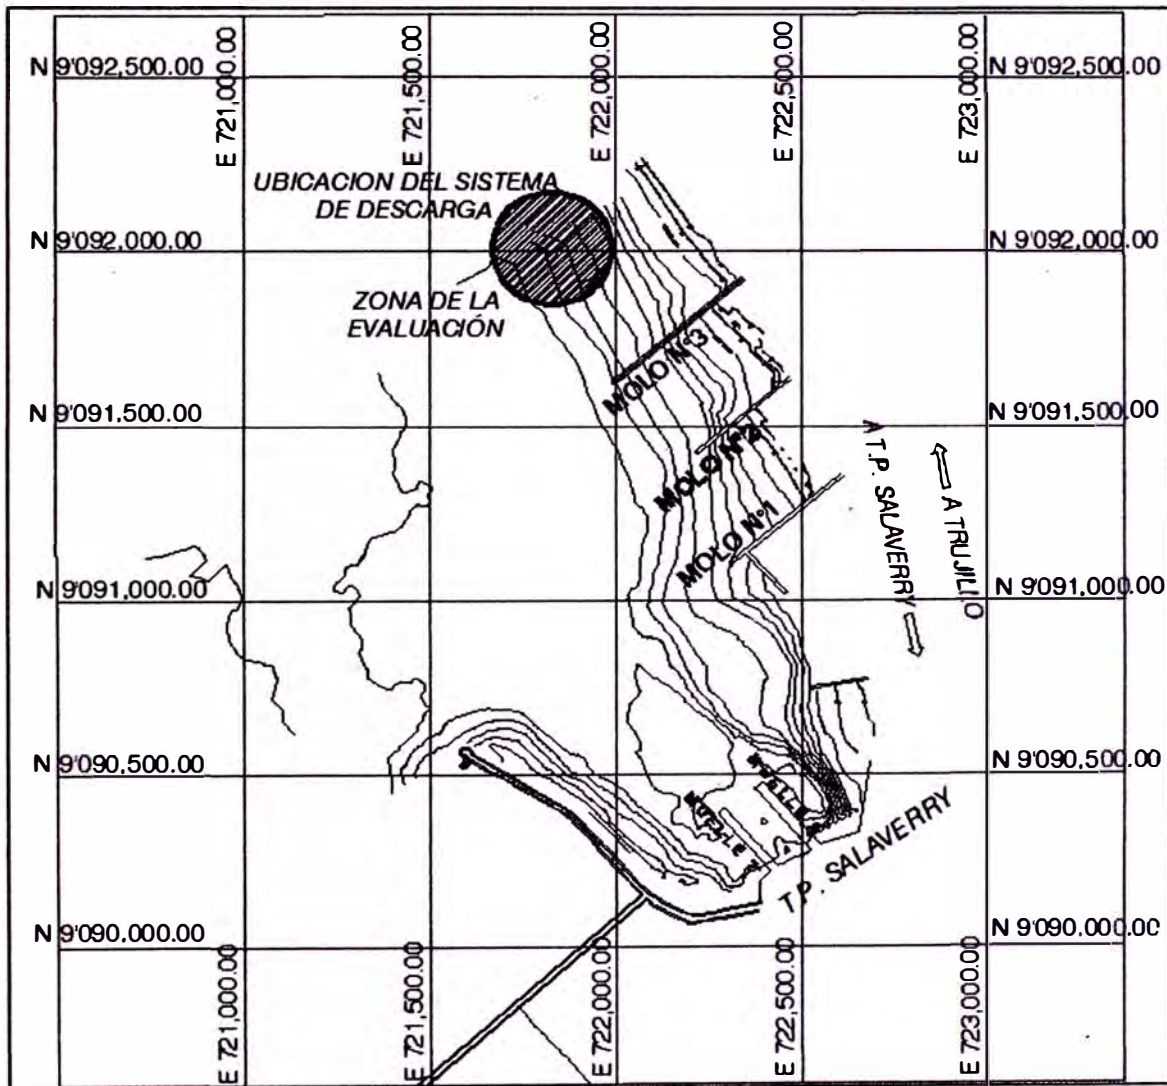 E 721,000.00
E 721,500.00
E 722,000.00
E 722,500.00
E 723,000.00
N 9'092,500.00
N 9'092,500.00
UBICACION DEL SISTEMA
DE DESCARGA
N 9'092,000.00
N 9'092,000.00
ZONA DE LA
EVALUACIÓN
MOLO N°3
N 9'091,500.00
N 9'091,500.00
MOLO N°2
A T.P. SALAVERRY
A TRUJILLO
MOLO N°1
N 9'091,000.00
N 9'091,000.00
N 9'090,500.00
N 9'090,500.00
MUELLE
MUELLE
T.P. SALAVERRY
N 9'090,000.00
N 9'090,000.00
E 721,000.00
E 721,500.00
E 722,000.00
E 722,500.00
E 723,000.00